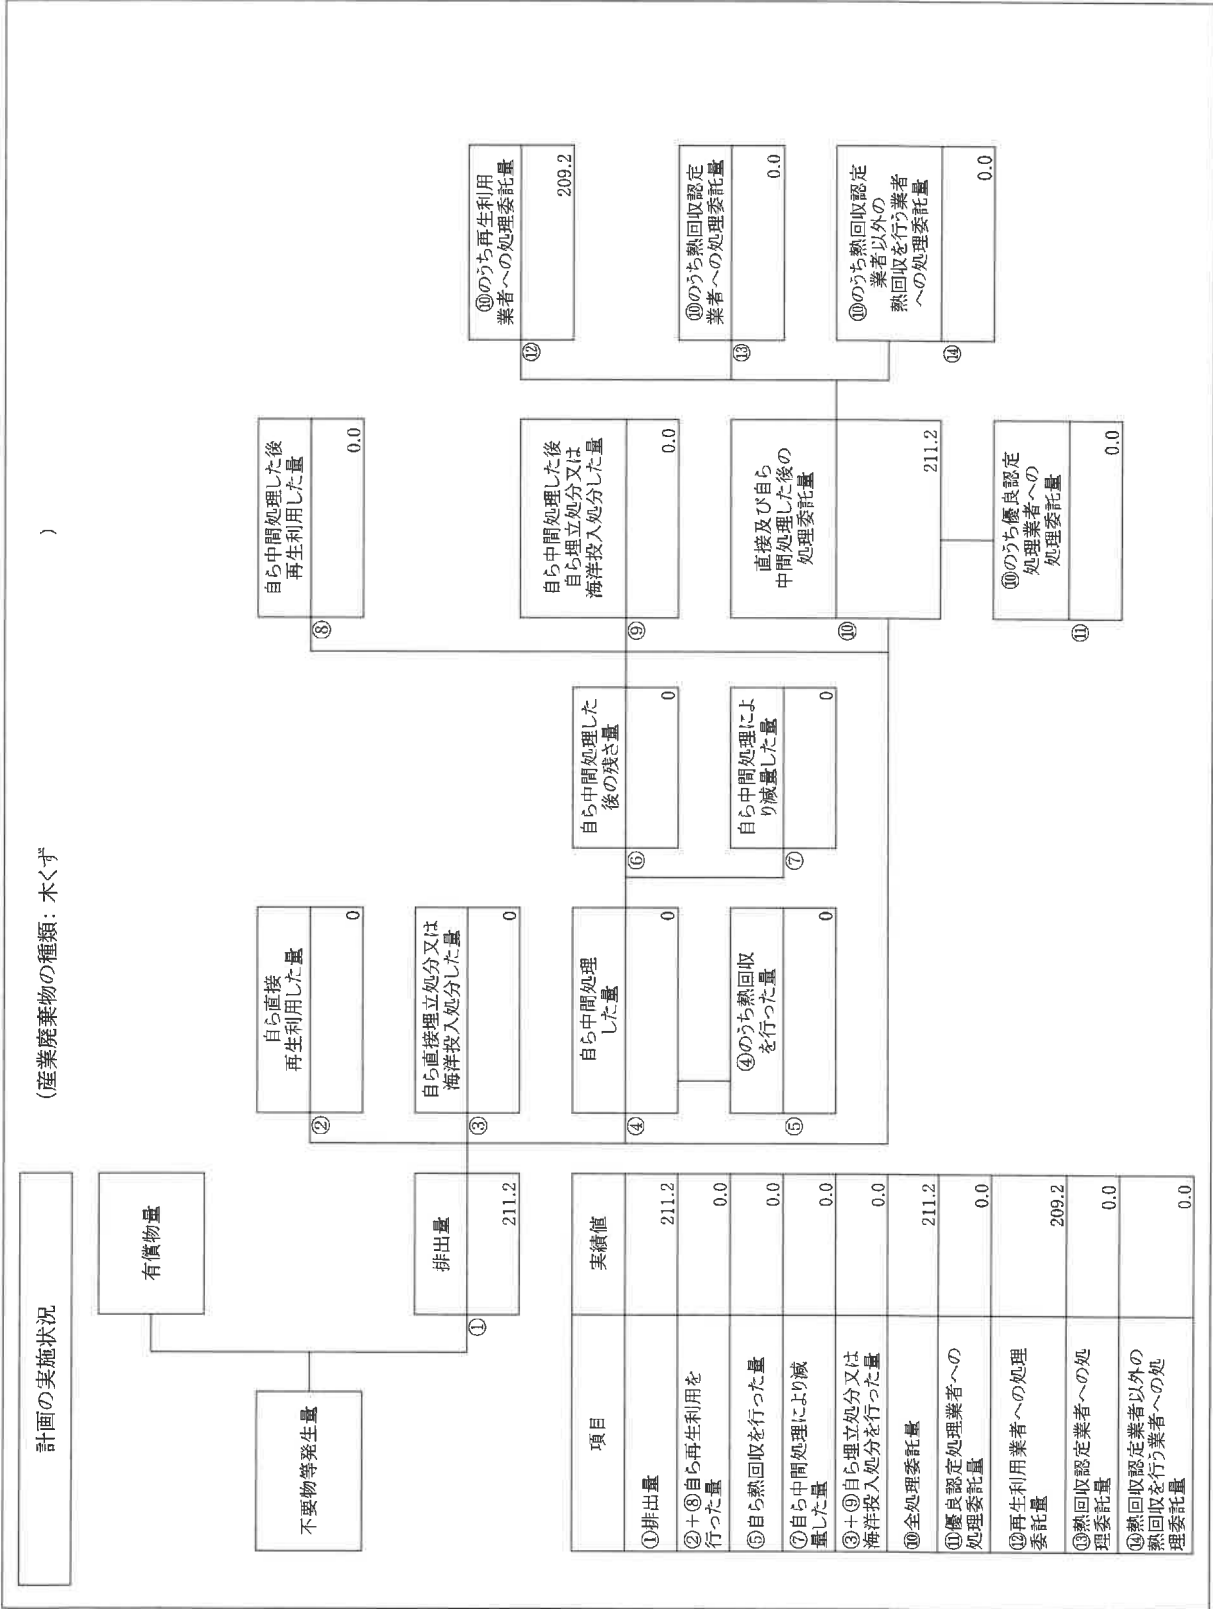 計画の実施状況
(産業廃棄物の種類: 木くず )
不要物等発生量
有償物量
①
排出量
211.2
②
自ら直接
再生利用した量
0
③
自ら直接埋立処分又は
海洋投入処分した量
0
④
自ら中間処理
した量
0
⑤
④のうち熱回収
を行った量
0
⑥
自ら中間処理した
後の残さ量
0
⑦
自ら中間処理によ
り減量した量
0
⑧
自ら中間処理した後
再生利用した量
0.0
⑨
自ら中間処理した後
自ら埋立処分又は
海洋投入処分した量
0.0
⑩
直接及び自ら
中間処理した後の
処理委託量
211.2
⑪
⑩のうち優良認定
処理業者への
処理委託量
0.0
⑫
⑩のうち再生利用
業者への処理委託量
209.2
⑬
⑩のうち熱回収認定
業者への処理委託量
0.0
⑭
⑩のうち熱回収認定
業者以外の
熱回収を行う業者
への処理委託量
0.0
項目 実績値
①排出量 211.2
②+⑧自ら再生利用を
行った量 0.0
⑤自ら熱回収を行った量 0.0
⑦自ら中間処理により減
量した量 0.0
③+⑨自ら埋立処分又は
海洋投入処分を行った量 0.0
⑩全処理委託量 211.2
⑪優良認定処理業者への
処理委託量 0.0
⑫再生利用業者への処理
委託量 209.2
⑬熱回収認定業者への処
理委託量 0.0
⑭熱回収認定業者以外の
熱回収を行う業者への処
理委託量 0.0